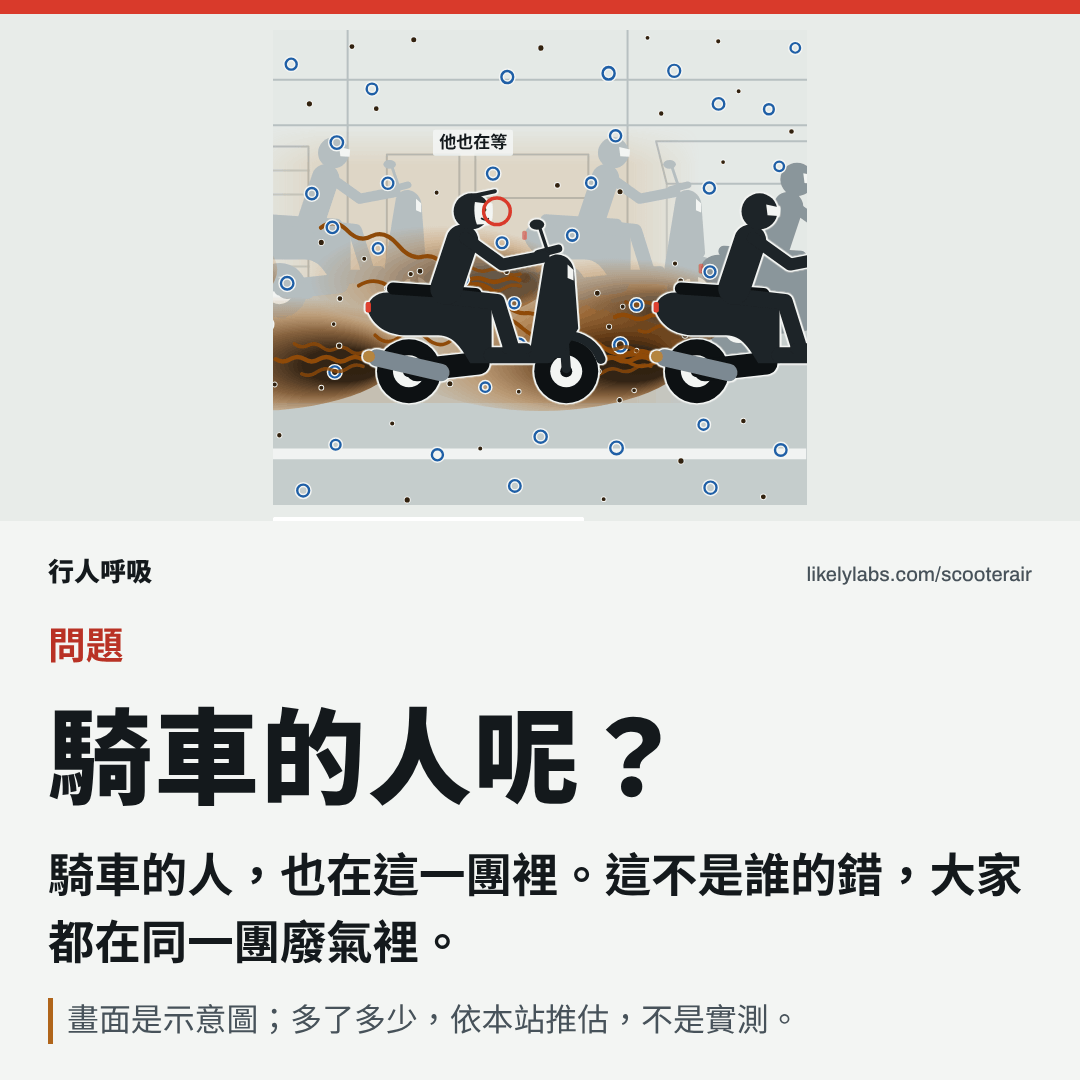 他也在等
行人呼吸
likelylabs.com/scooterair
問題
騎車的人呢？
騎車的人，也在這一團裡。這不是誰的錯，大家
都在同一團廢氣裡。
畫面是示意圖；多了多少，依本站推估，不是實測。